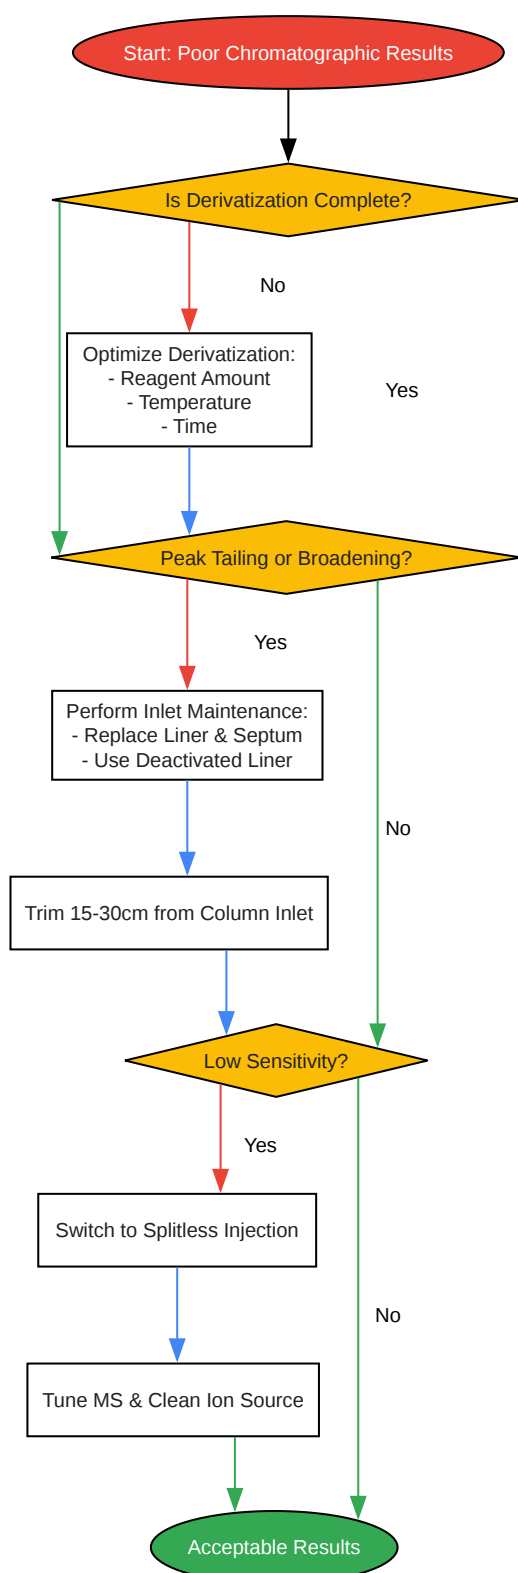 Start: Poor Chromatographic Results
Is Derivatization Complete?
No
Optimize Derivatization:
- Reagent Amount
- Temperature
- Time
Yes
Peak Tailing or Broadening?
Yes
Perform Inlet Maintenance:
- Replace Liner & Septum
- Use Deactivated Liner
No
Trim 15-30cm from Column Inlet
Low Sensitivity?
Yes
Switch to Splitless Injection
No
Tune MS & Clean Ion Source
Acceptable Results